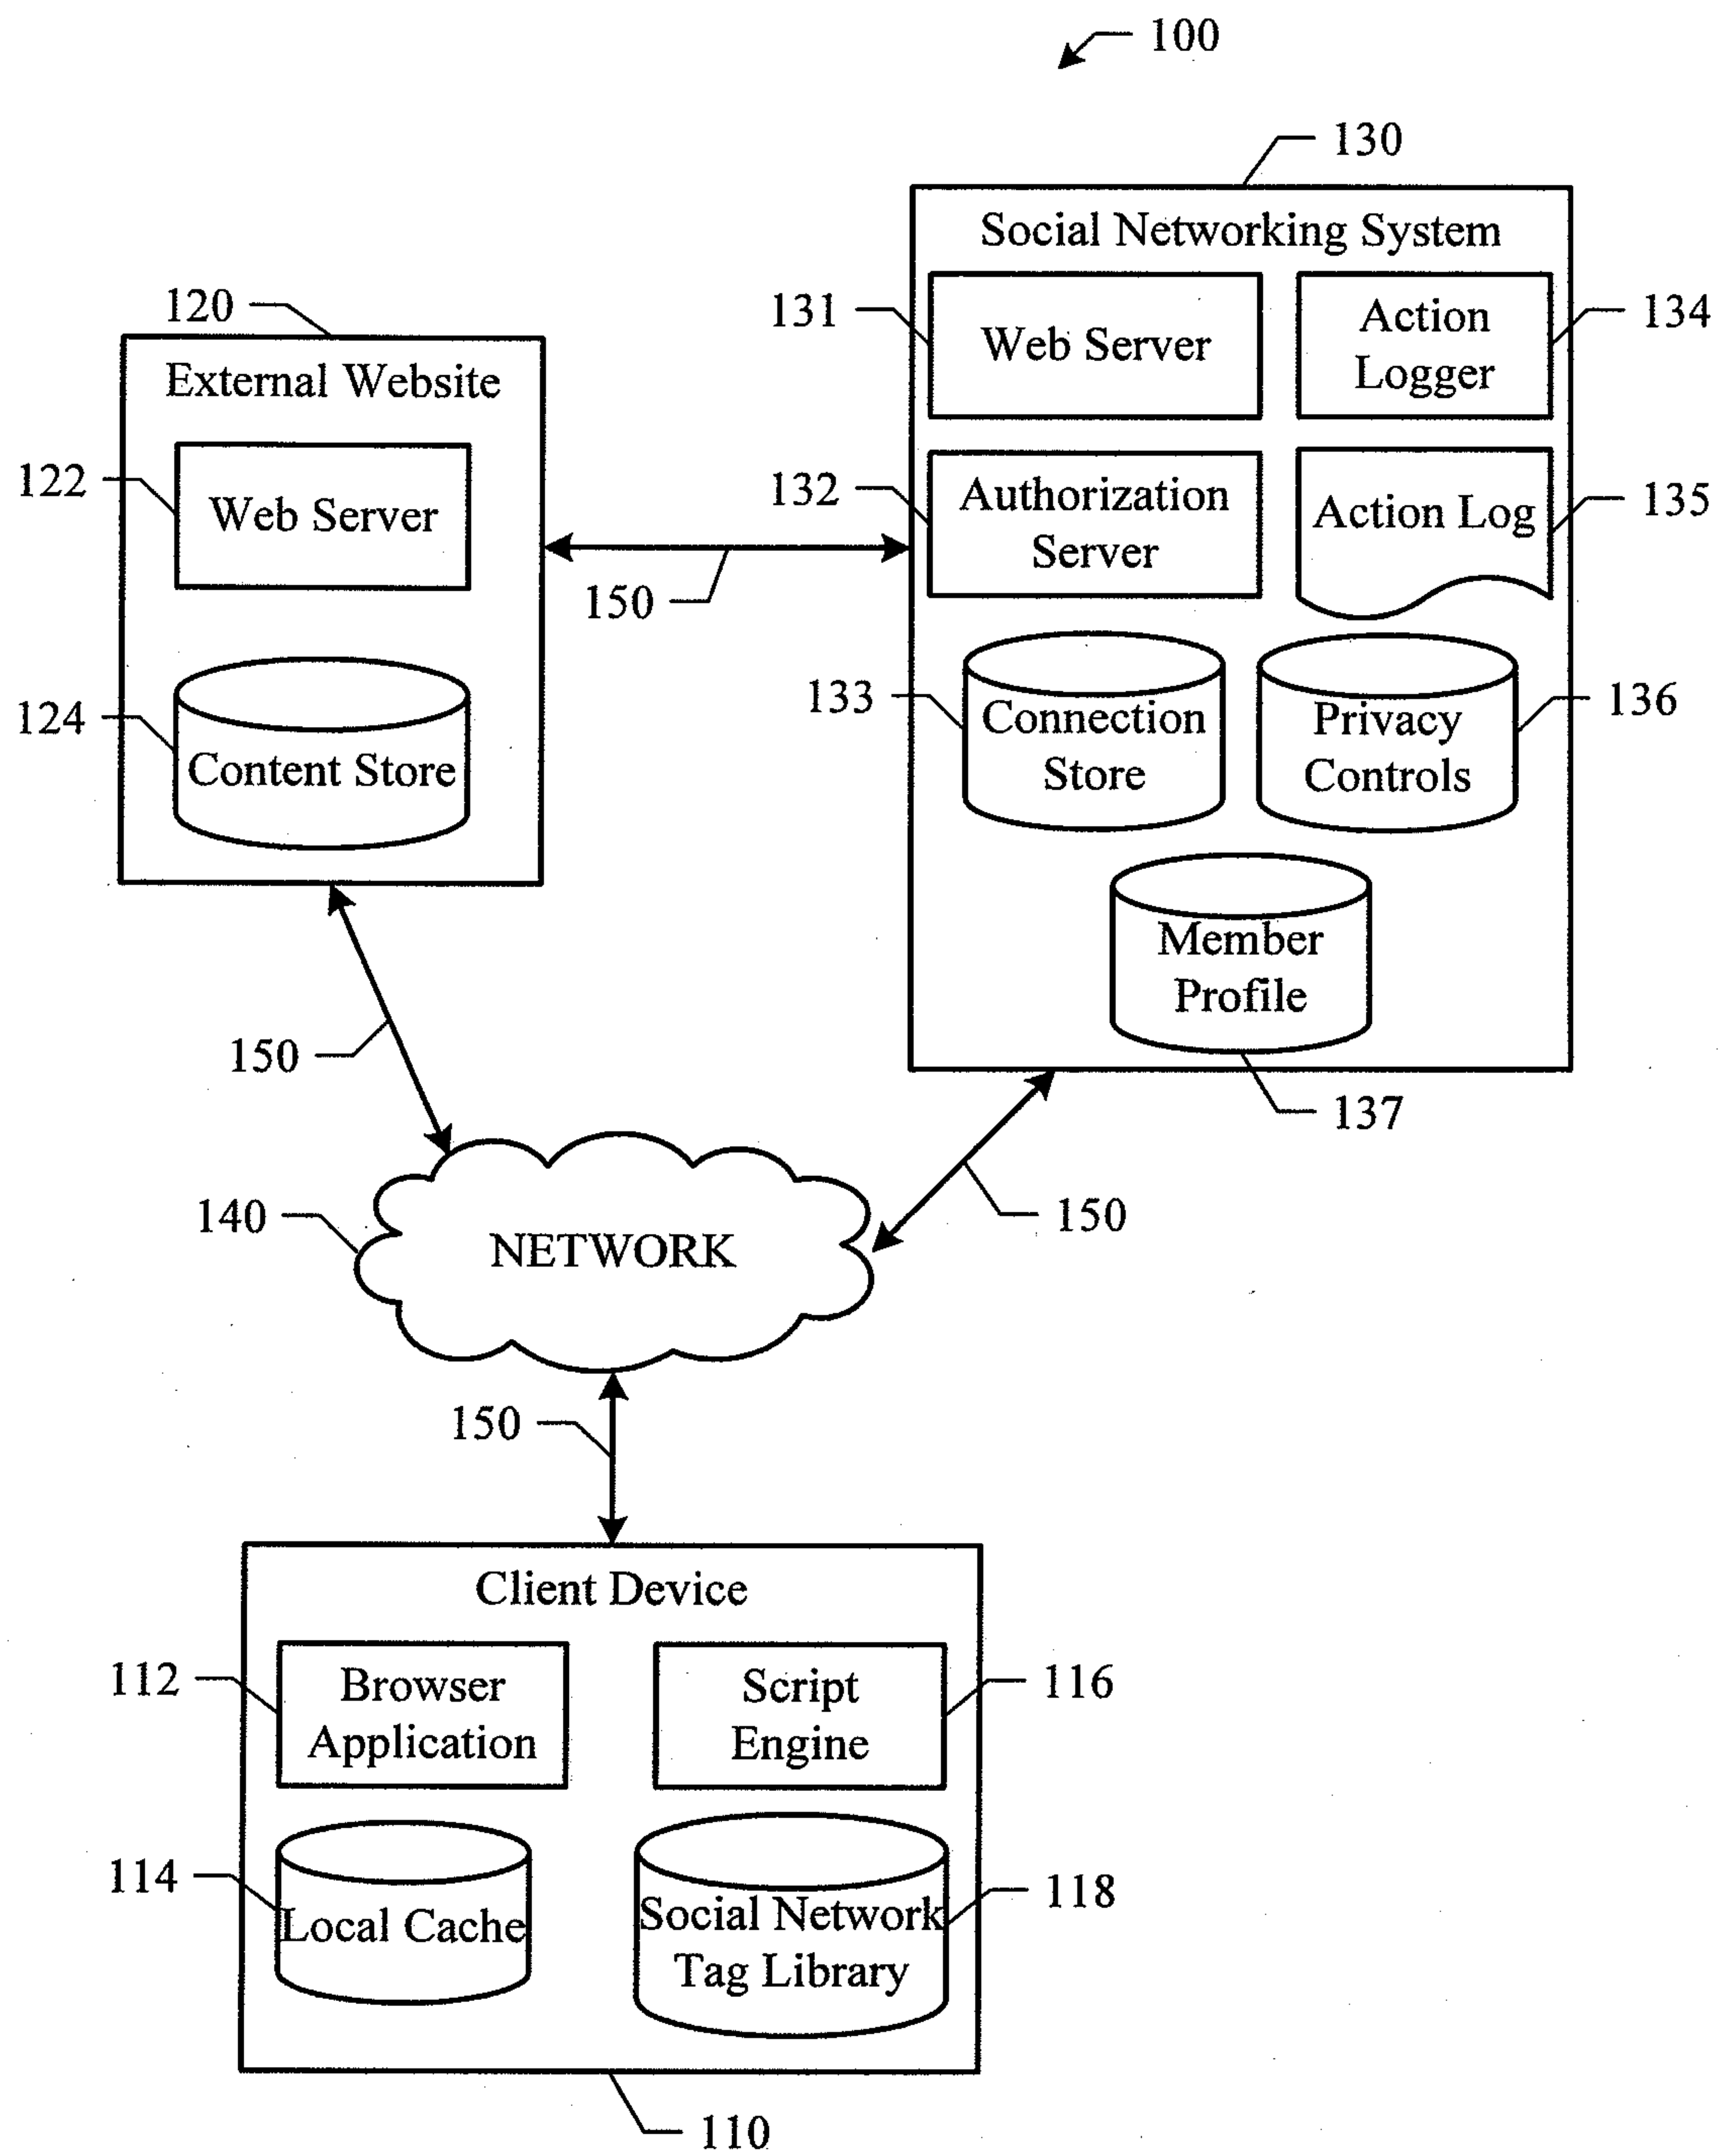 100
130
Social Networking System
131
Web Server
Action
Logger
134
132
Authorization
Server
Action Log
135
133
Connection
Store
Privacy
Controls
136
Member
Profile
137
120
External Website
122
Web Server
124
Content Store
150
150
150
140
NETWORK
150
Client Device
112
Browser
Application
Script
Engine
116
114
Local Cache
Social Network
Tag Library
118
110